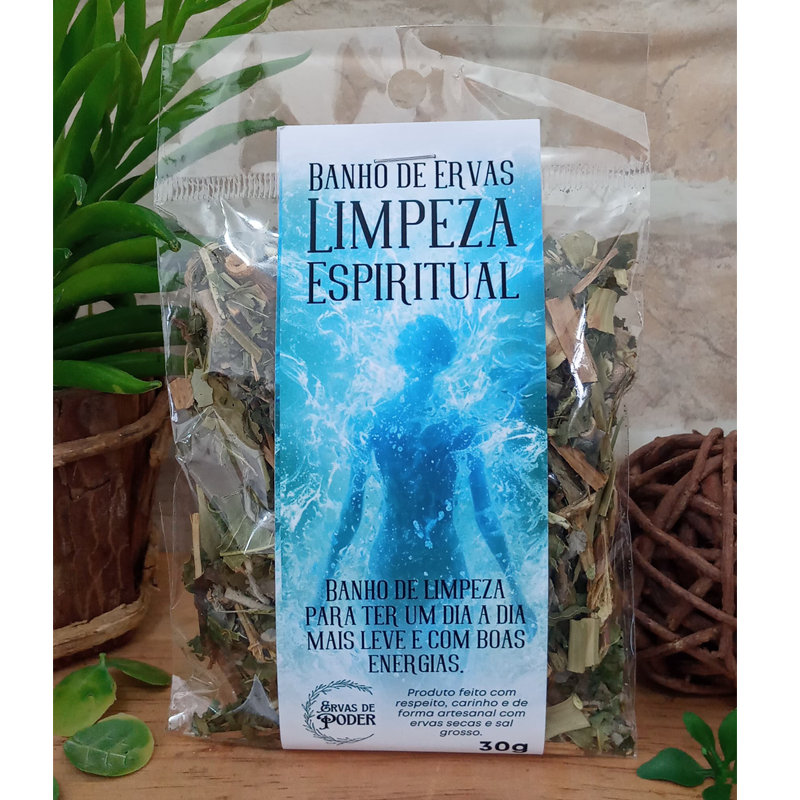 BANHO DE ERVAS
LIMPEZA
ESPIRITUAL
BANHO DE LIMPEZA
PARA TER UM DIA A DIA
MAIS LEVE E COM BOAS
ENERGIAS.
ERVAS DE
PODER
Produto feito com
respeito, carinho e de
forma artesanal com
ervas secas e sal
grosso.
30g